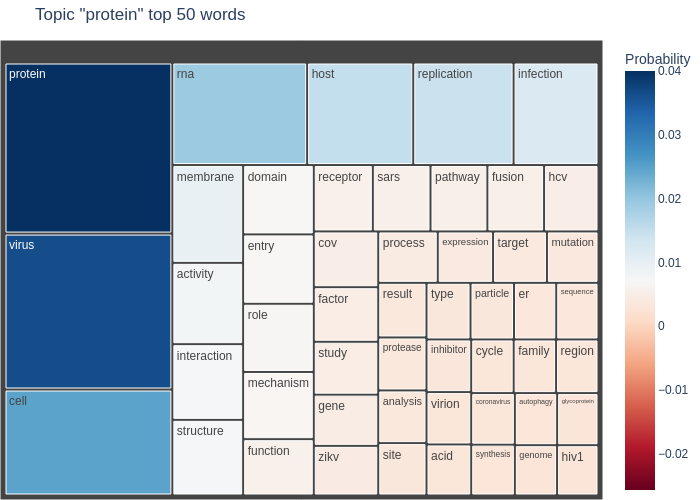 Topic "protein" top 50 words
protein
rna
host
replication
infection
virus
cell
membrane
activity
interaction
structure
domain
entry
role
mechanism
function
receptor
sars
pathway
fusion
hcv
cov
factor
study
gene
zikv
process
expression
target
mutation
result
type
particle
er
sequence
protease
inhibitor
cycle
family
region
analysis
virion
coronavirus
autophagy
glycoprotein
site
acid
synthesis
genome
hiv1
Probability
0.04
0.03
0.02
0.01
0
−0.01
−0.02